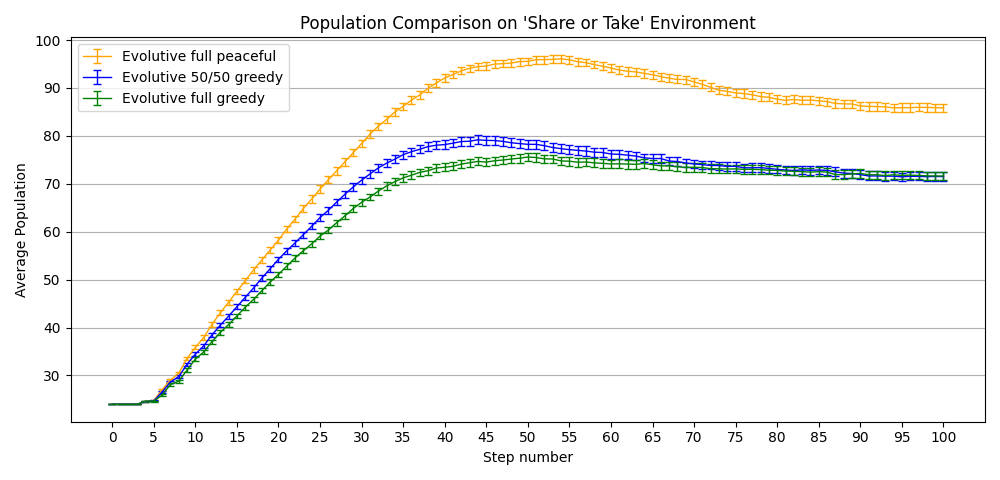 Population Comparison on 'Share or Take' Environment
100
90
80
70
60
50
40
30
Average Population
Evolutive full peaceful
Evolutive 50/50 greedy
Evolutive full greedy
0 5 10 15 20 25 30 35 40 45 50 55 60 65 70 75 80 85 90 95 100
Step number